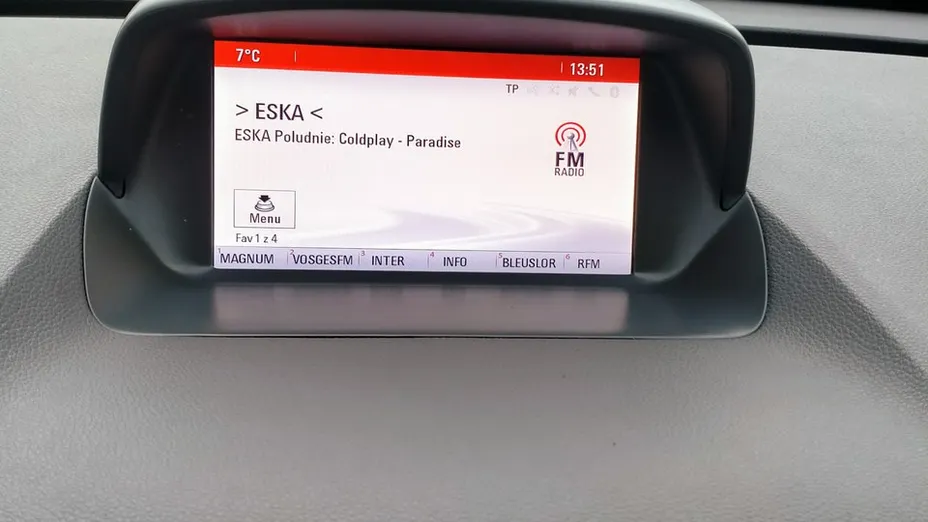 7°C
13:51
TP
> ESKA <
ESKA Poludnie: Coldplay - Paradise
FM
RADIO
Menu
Fav 1 z 4
1 MAGNUM 2 VOSGESFM 3 INTER 4 INFO 5 BLEUSLOR 6 RFM